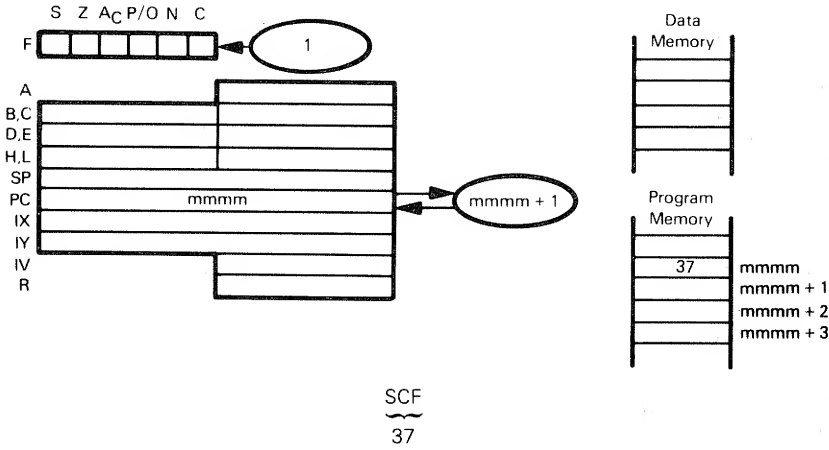 S Z AC P/O N C
F
1
A
B,C
D,E
H,L
SP
PC mmmm
mmmm + 1
IX
IY
IV
R
Data
Memory
Program
Memory
37 mmmm
mmmm + 1
mmmm + 2
mmmm + 3
SCF
37